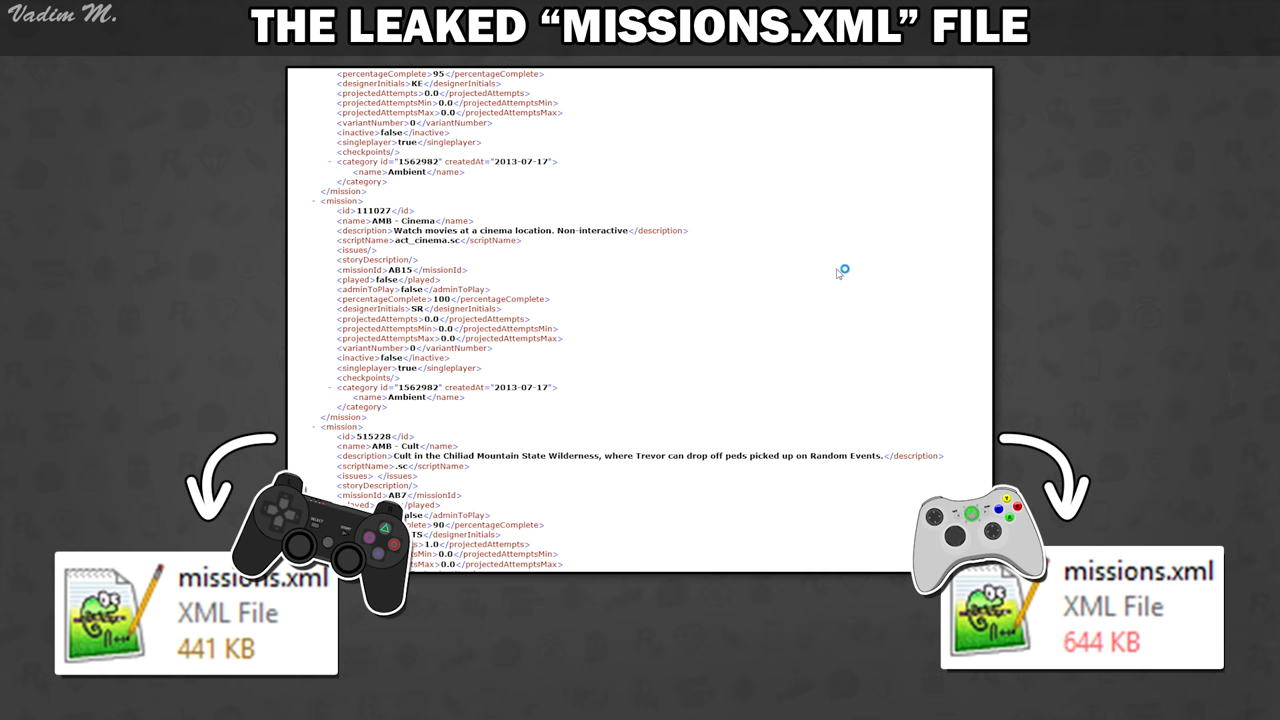 Vadim M.
THE LEAKED “MISSIONS.XML” FILE
<percentageComplete>95</percentageComplete>
<designerInitials>KE</designerInitials>
<projectedAttempts>0.0</projectedAttempts>
<projectedAttemptsMin>0.0</projectedAttemptsMin>
<projectedAttemptsMax>0.0</projectedAttemptsMax>
<variantNumber>0</variantNumber>
<inactive>false</inactive>
<singleplayer>true</singleplayer>
<checkpoints/>
- <category id="1562982" createdAt="2013-07-17">
<name>Ambient</name>
</category>
</mission>
- <mission>
<id>111027</id>
<name>AMB - Cinema</name>
<description>Watch movies at a cinema location. Non-interactive</description>
<scriptName>act_cinema.sc</scriptName>
<issues/>
<storyDescription/>
<missionId>AB15</missionId>
<played>false</played>
<adminToPlay>false</adminToPlay>
<percentageComplete>100</percentageComplete>
<designerInitials>SR</designerInitials>
<projectedAttempts>0.0</projectedAttempts>
<projectedAttemptsMin>0.0</projectedAttemptsMin>
<projectedAttemptsMax>0.0</projectedAttemptsMax>
<variantNumber>0</variantNumber>
<inactive>false</inactive>
<singleplayer>true</singleplayer>
<checkpoints/>
- <category id="1562982" createdAt="2013-07-17">
<name>Ambient</name>
</category>
</mission>
- <mission>
<id>515228</id>
<name>AMB - Cult</name>
<description>Cult in the Chiliad Mountain State Wilderness, where Trevor can drop off peds picked up on Random Events.</description>
<scriptName>.sc</scriptName>
<issues> </issues>
<storyDescription/>
<missionId>AB7</missionId>
</played>
</adminToPlay>
>90</percentageComplete>
TS</designerInitials>
>1.0</projectedAttempts>
>0.0</projectedAttemptsMin>
>0.0</projectedAttemptsMax>
SELECT
START
missions.xml
XML File
441 KB
Y
X
B
A
missions.xml
XML File
644 KB